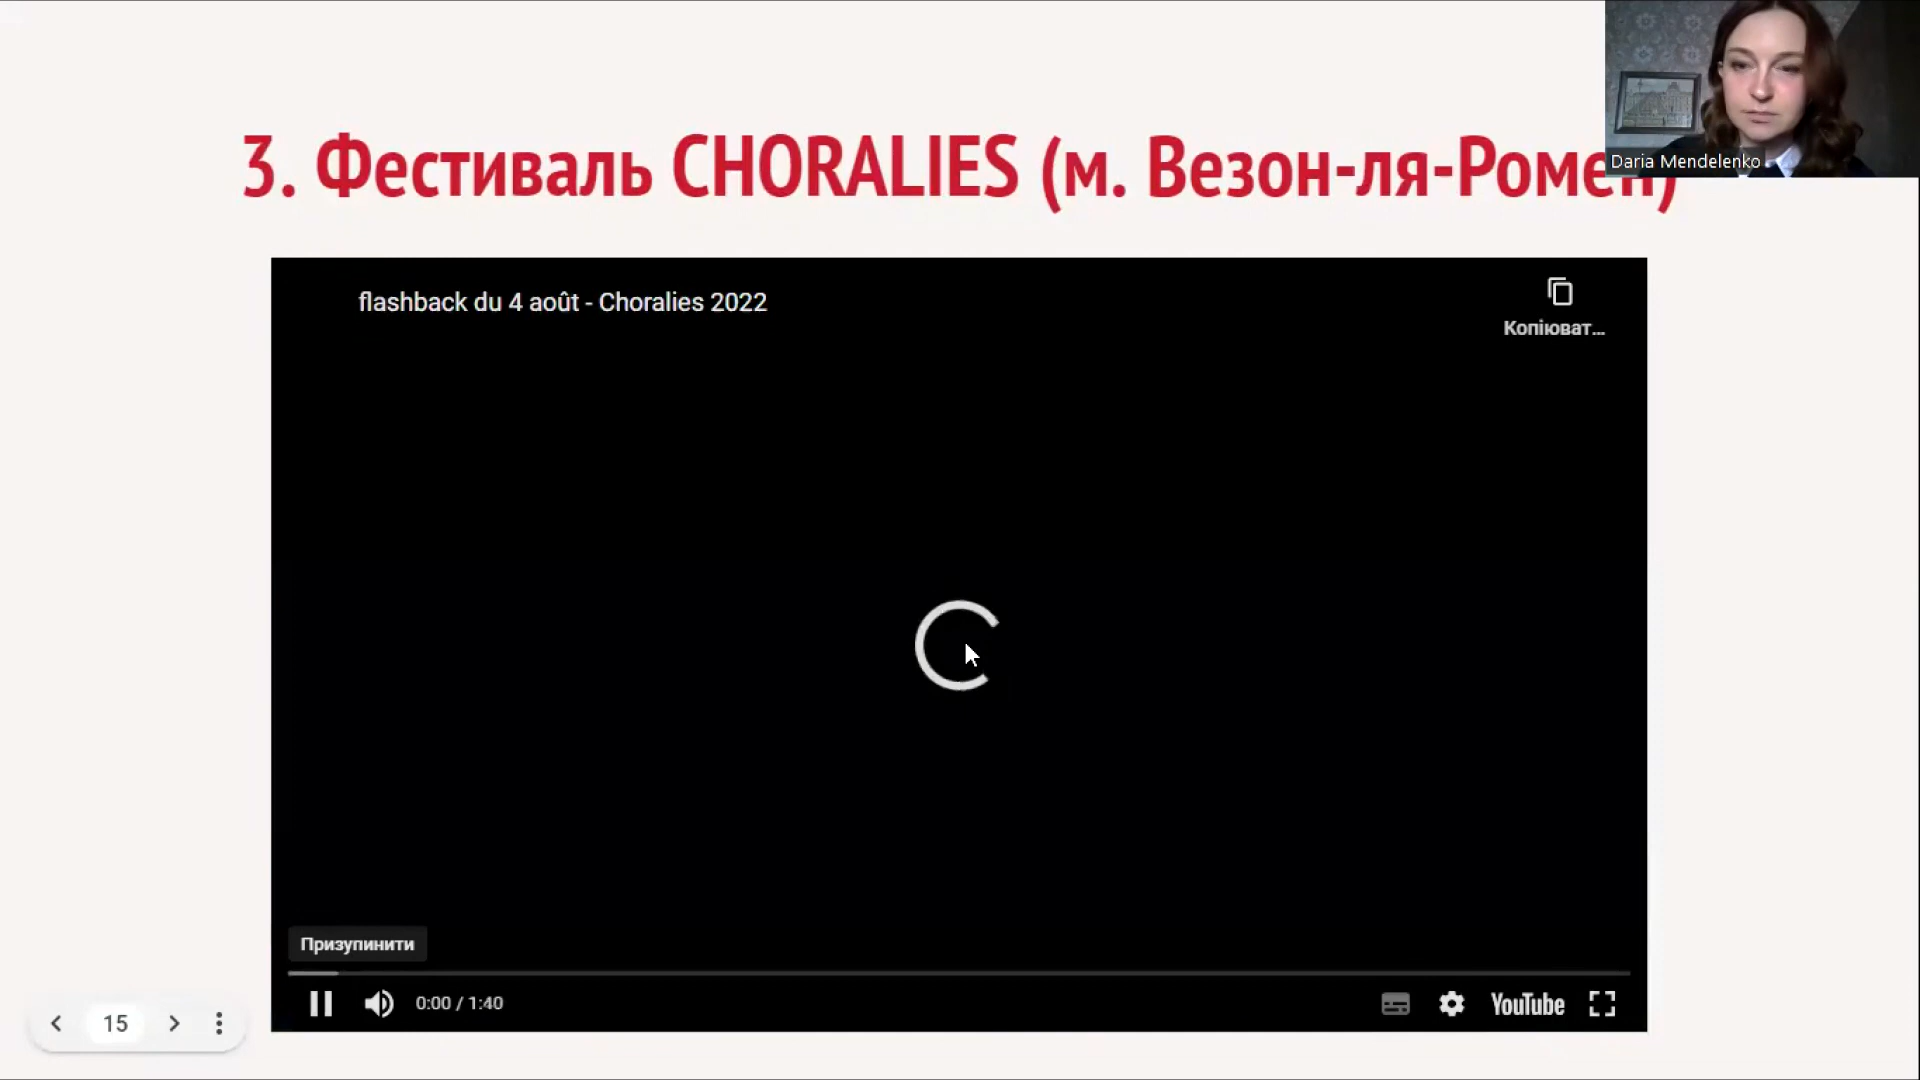 3. Фестиваль CHORALIES (м. Везон-ля-Ромен)
Daria Mendelenko
flashback du 4 août - Choralies 2022
Копіюват...
Призупинити
0:00 / 1:40
YouTube
15